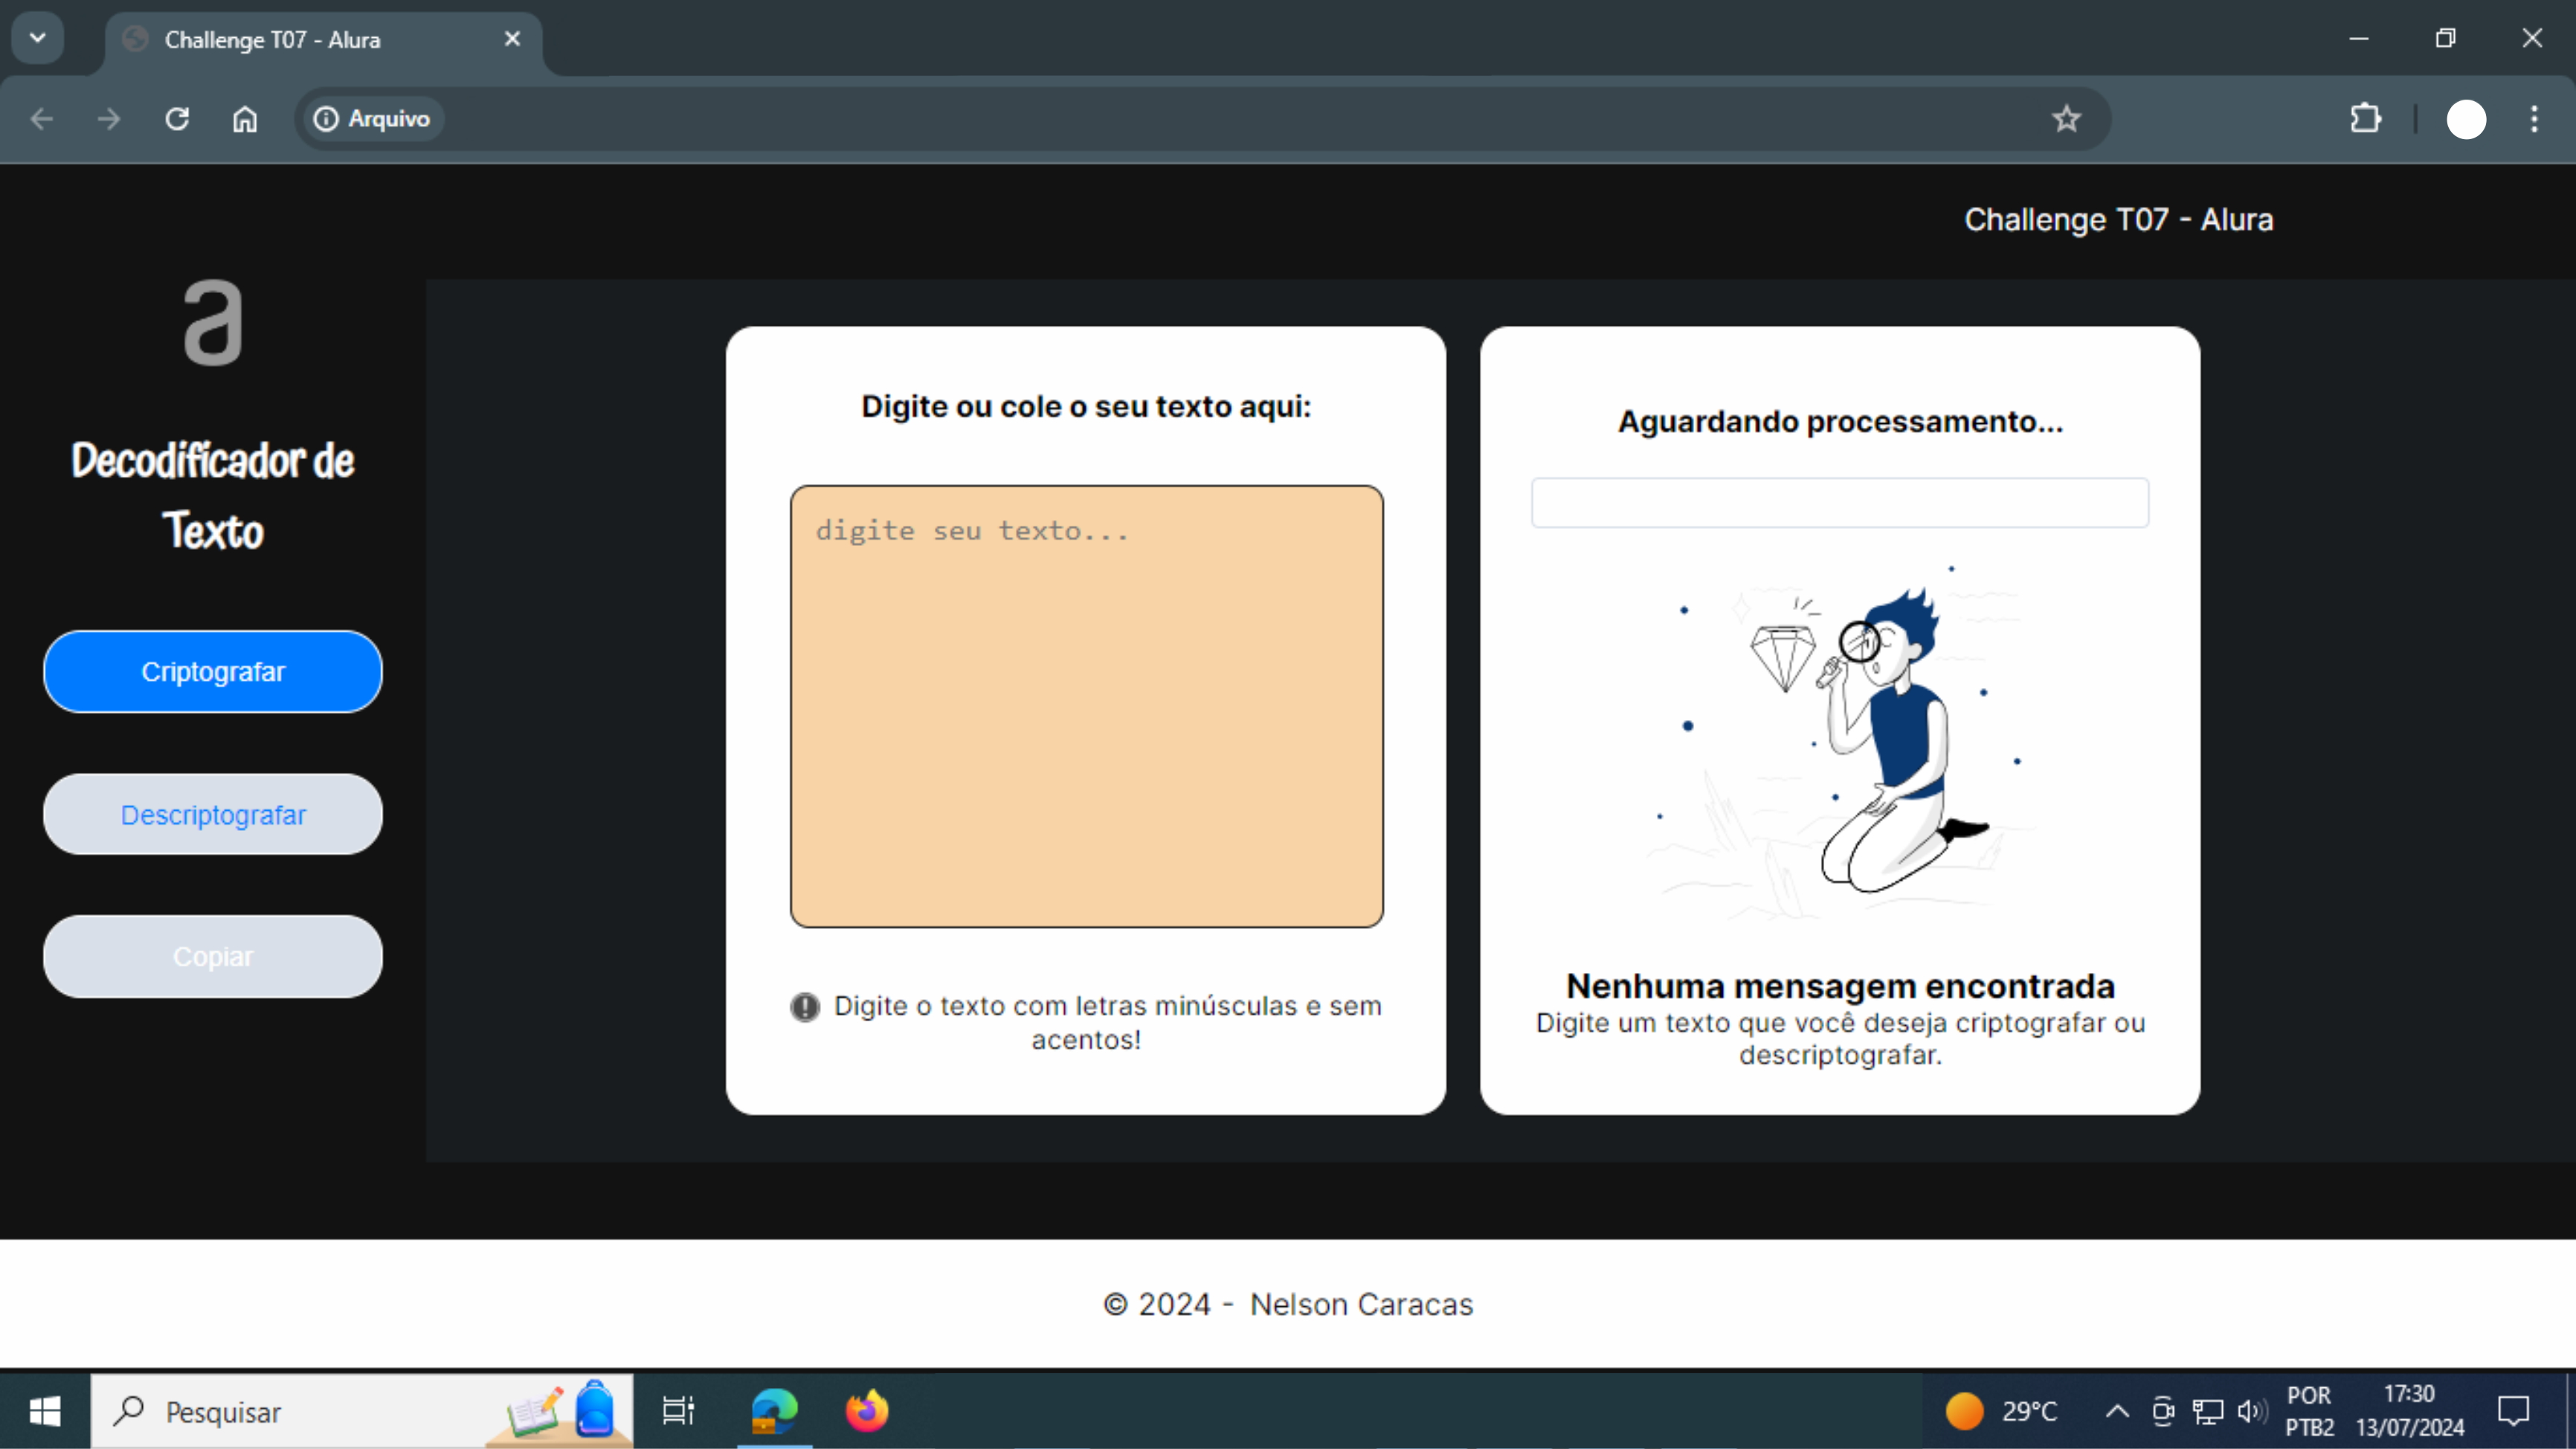 Challenge T07 - Alura
Arquivo
Challenge T07 - Alura
a
Decodificador de
Texto
Criptografar
Descriptografar
Copiar
Digite ou cole o seu texto aqui:
digite seu texto...
Digite o texto com letras minúsculas e sem
acentos!
Aguardando processamento...
Nenhuma mensagem encontrada
Digite um texto que você deseja criptografar ou
descriptografar.
© 2024 - Nelson Caracas
Pesquisar
29°C
POR
PTB2
17:30
13/07/2024